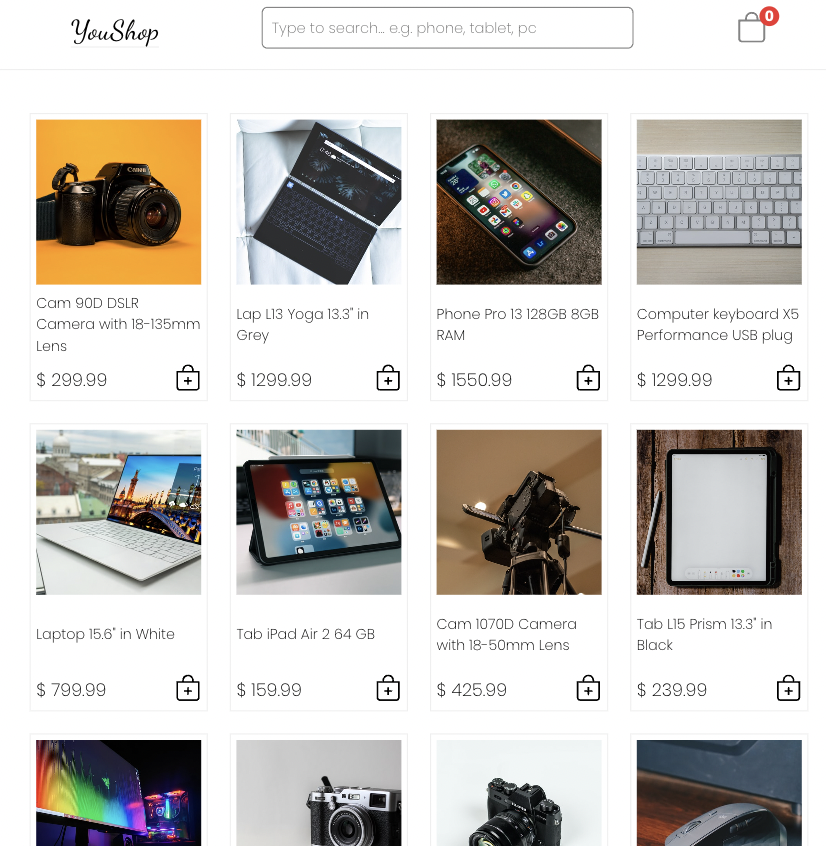 YouShop
Type to search... e.g. phone, tablet, pc
0
Canon
Cam 90D DSLR
Camera with 18-135mm
Lens
$ 299.99
Lap L13 Yoga 13.3" in
Grey
$ 1299.99
Phone Pro 13 128GB 8GB
RAM
$ 1550.99
Computer keyboard X5
Performance USB plug
$ 1299.99
Laptop 15.6" in White
$ 799.99
Tab iPad Air 2 64 GB
$ 159.99
Cam 1070D Camera
with 18-50mm Lens
$ 425.99
Tab L15 Prism 13.3" in
Black
$ 239.99